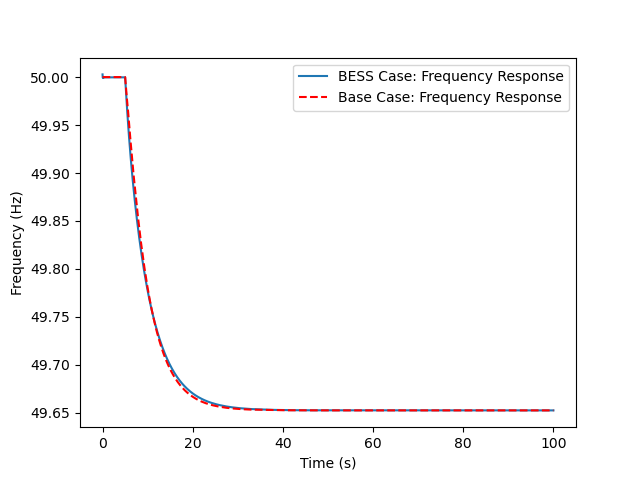 BESS Case: Frequency Response
Base Case: Frequency Response
50.00
49.95
49.90
49.85
49.80
49.75
49.70
49.65
Frequency (Hz)
0 20 40 60 80 100
Time (s)